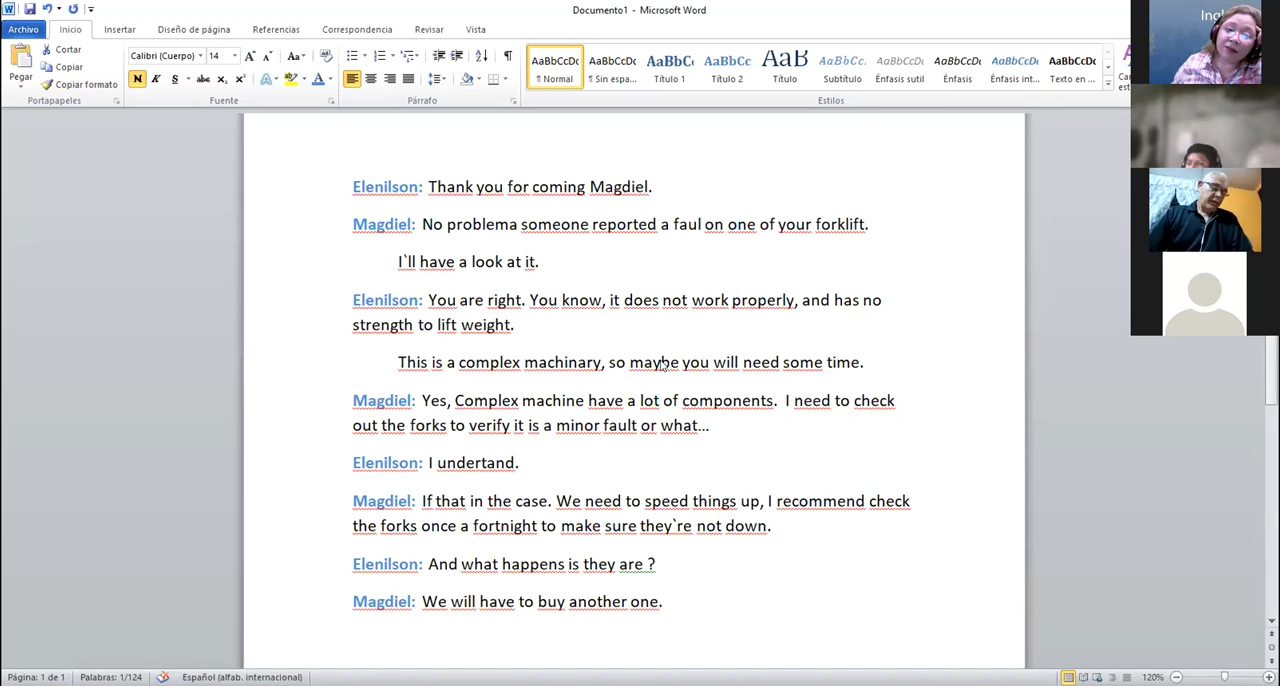 Documento1 - Microsoft Word
Archivo Inicio Insertar Diseño de página Referencias Correspondencia Revisar Vista
Pegar
Cortar
Copiar
Copiar formato
Portapapeles
Calibri (Cuerpo) 14
N K S abc x₂ x² A
Fuente
Párrafo
AaBbCcDc AaBbCcDc AaBbC AaBbCc AaB AaBbCc. AaBbCcDc AaBbCcDc AaBbCcDc AaBbCcDc
¶ Normal ¶ Sin espa... Título 1 Título 2 Título Subtítulo Énfasis sutil Énfasis Énfasis int... Texto en ...
Estilos
Elenilson: Thank you for coming Magdiel.
Magdiel: No problema someone reported a faul on one of your forklift.
I`ll have a look at it.
Elenilson: You are right. You know, it does not work properly, and has no
strength to lift weight.
This is a complex machinary, so maybe you will need some time.
Magdiel: Yes, Complex machine have a lot of components. I need to check
out the forks to verify it is a minor fault or what...
Elenilson: I undertand.
Magdiel: If that in the case. We need to speed things up, I recommend check
the forks once a fortnight to make sure they`re not down.
Elenilson: And what happens is they are ?
Magdiel: We will have to buy another one.
Página: 1 de 1 Palabras: 1/124 Español (alfab. internacional) 120%